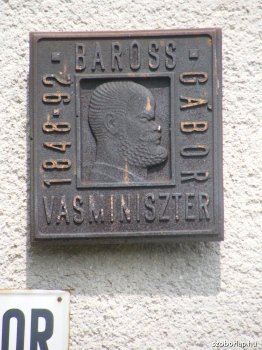 1848-92 - BAROSS - GÁBOR
VASMINISZTER
OR
szoborlap.hu